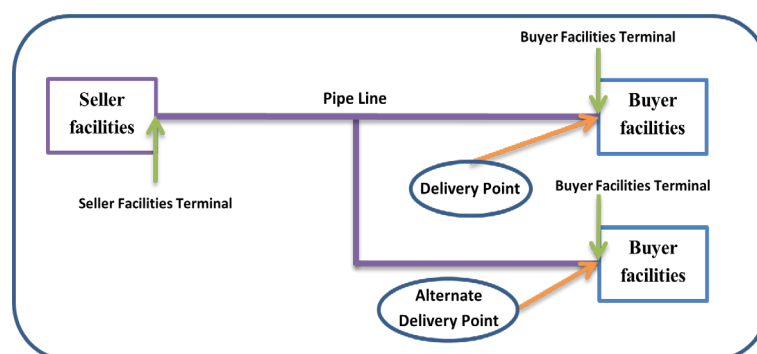 Buyer Facilities Terminal
Seller
facilities
Pipe Line
Buyer
facilities
Delivery Point
Buyer Facilities Terminal
Seller Facilities Terminal
Buyer
facilities
Alternate
Delivery Point